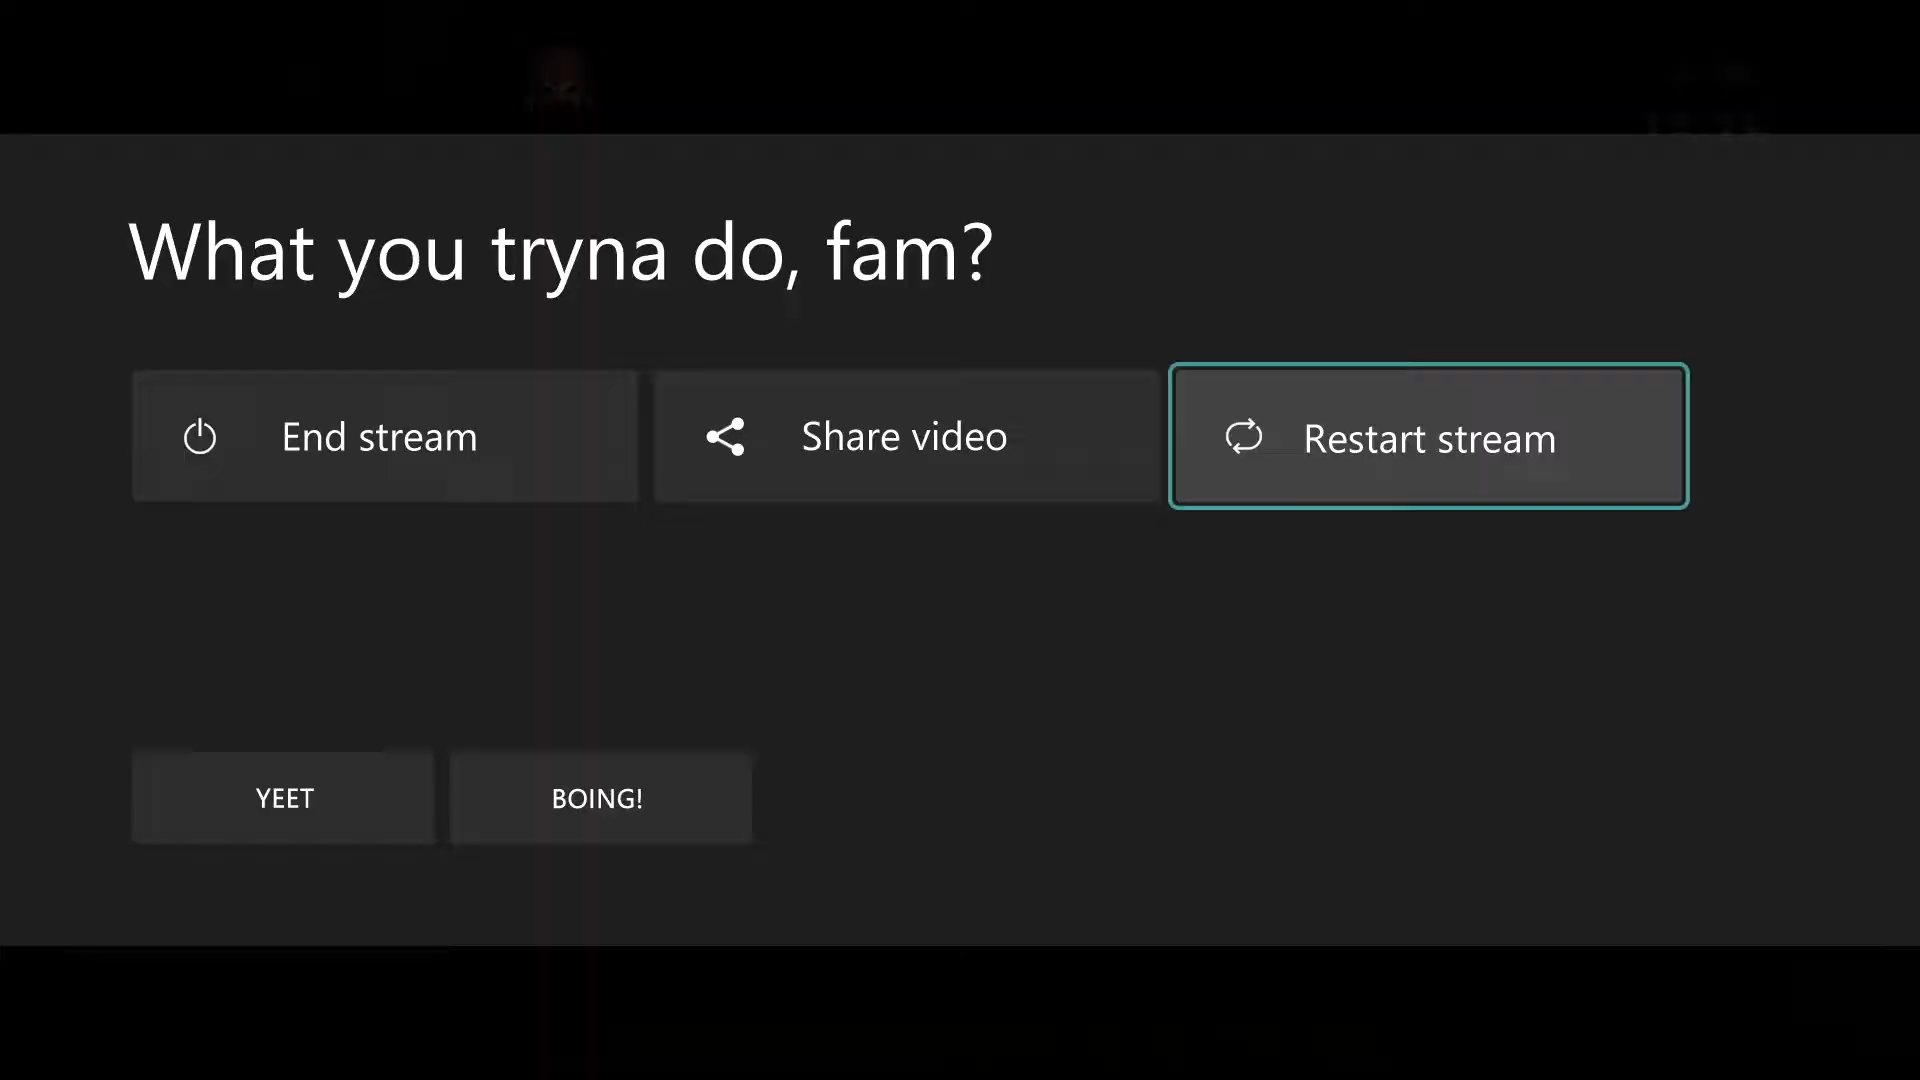 What you tryna do, fam?
End stream
Share video
Restart stream
YEET
BOING!